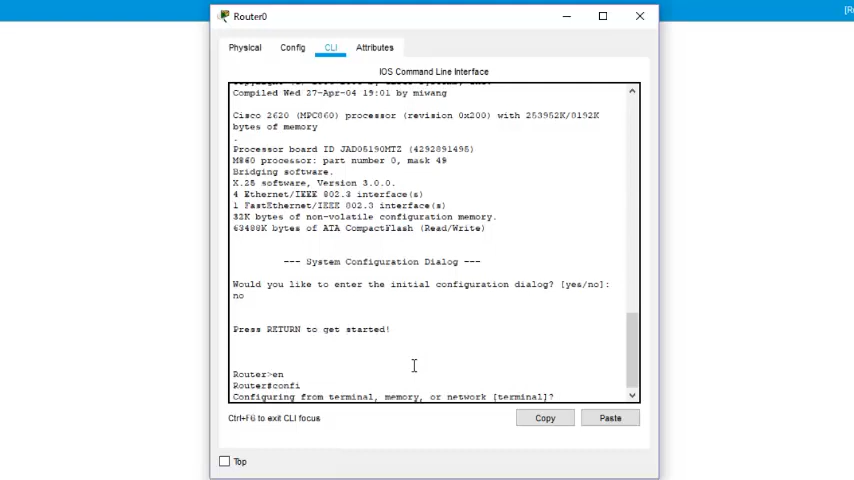 [R
Router0
Physical Config CLI Attributes
IOS Command Line Interface
Compiled Wed 27-Apr-04 19:01 by miwang
Cisco 2620 (MPC860) processor (revision 0x200) with 253952K/8192K
bytes of memory
.
Processor board ID JAD05190MTZ (4292891495)
M860 processor: part number 0, mask 49
Bridging software.
X.25 software, Version 3.0.0.
4 Ethernet/IEEE 802.3 interface(s)
1 FastEthernet/IEEE 802.3 interface(s)
32K bytes of non-volatile configuration memory.
63488K bytes of ATA CompactFlash (Read/Write)
--- System Configuration Dialog ---
Would you like to enter the initial configuration dialog? [yes/no]:
no
Press RETURN to get started!
Router>en
Router#confi
Configuring from terminal, memory, or network [terminal]?
Ctrl+F6 to exit CLI focus
Copy Paste
Top